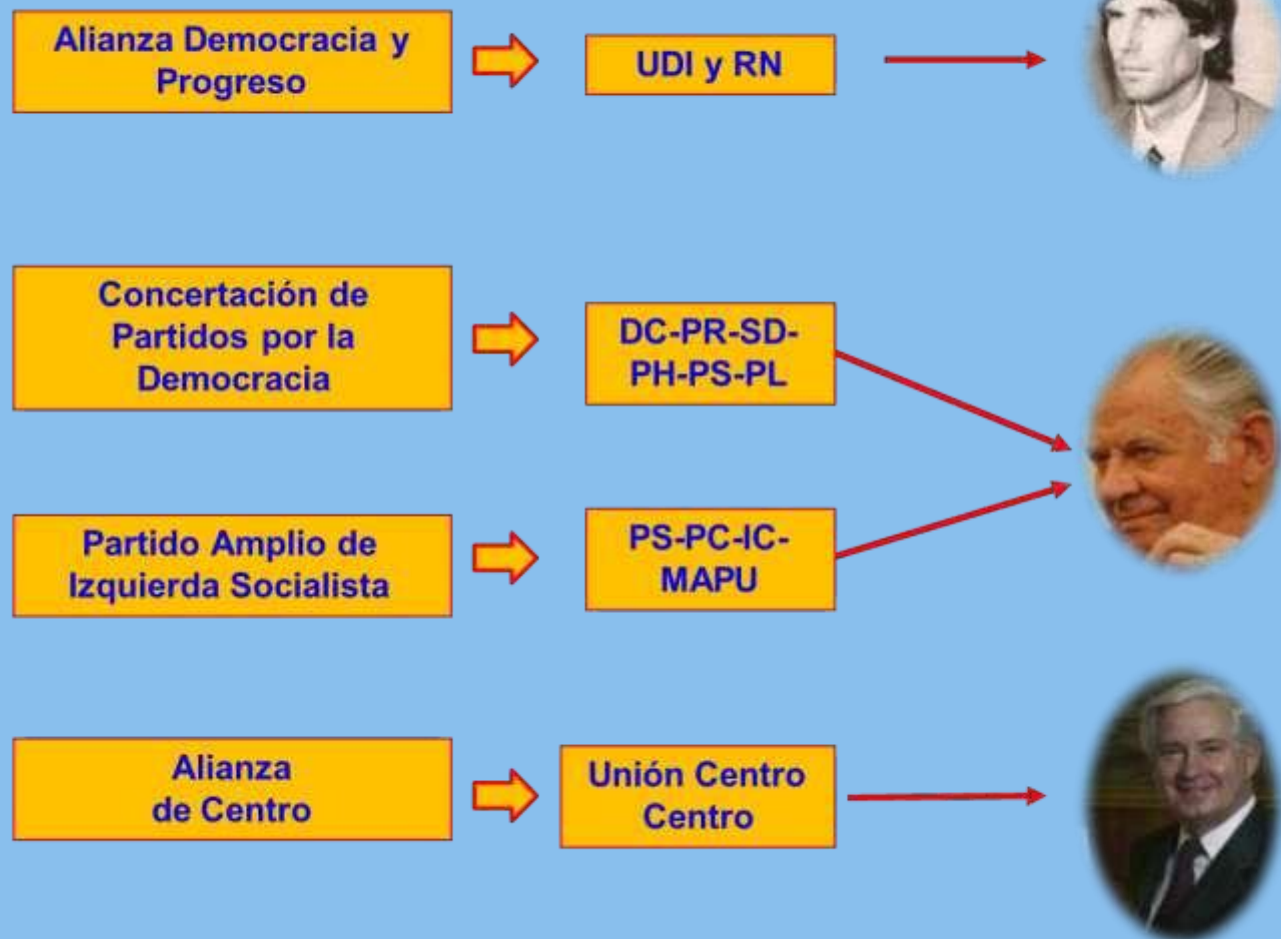 Alianza Democracia y
Progreso
UDI y RN
Concertación de
Partidos por la
Democracia
DC-PR-SD-
PH-PS-PL
Partido Amplio de
Izquierda Socialista
PS-PC-IC-
MAPU
Alianza
de Centro
Unión Centro
Centro